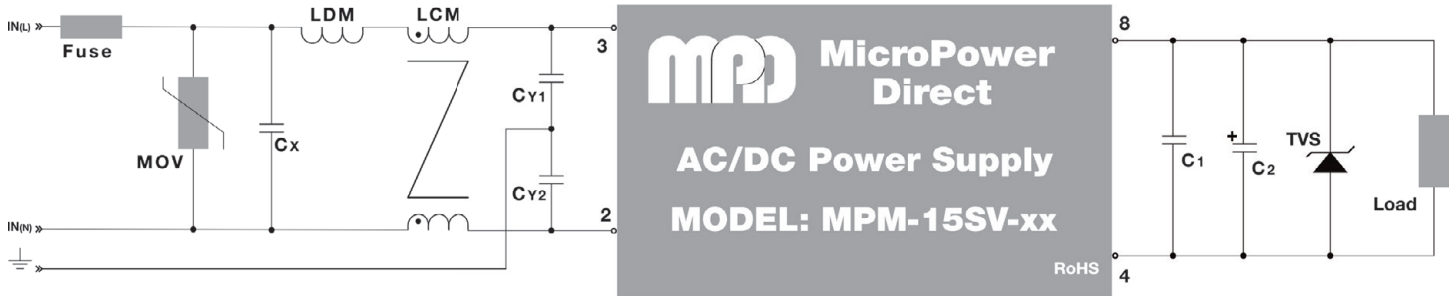 IN(L)
Fuse
MOV
CX
LDM
LCM
CY1
CY2
IN(N)
3
2
MPD
MicroPower
Direct
AC/DC Power Supply
MODEL: MPM-15SV-xx
RoHS
8
4
C1
+
C2
TVS
Load